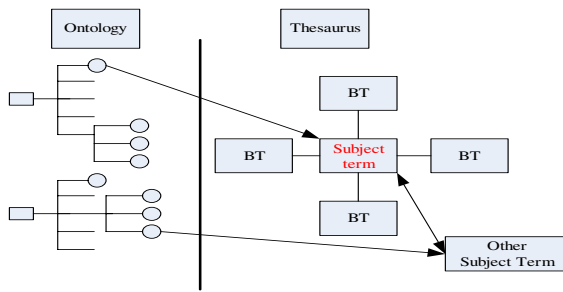 Ontology
Thesaurus
BT
BT
Subject
term
BT
BT
Other
Subject Term